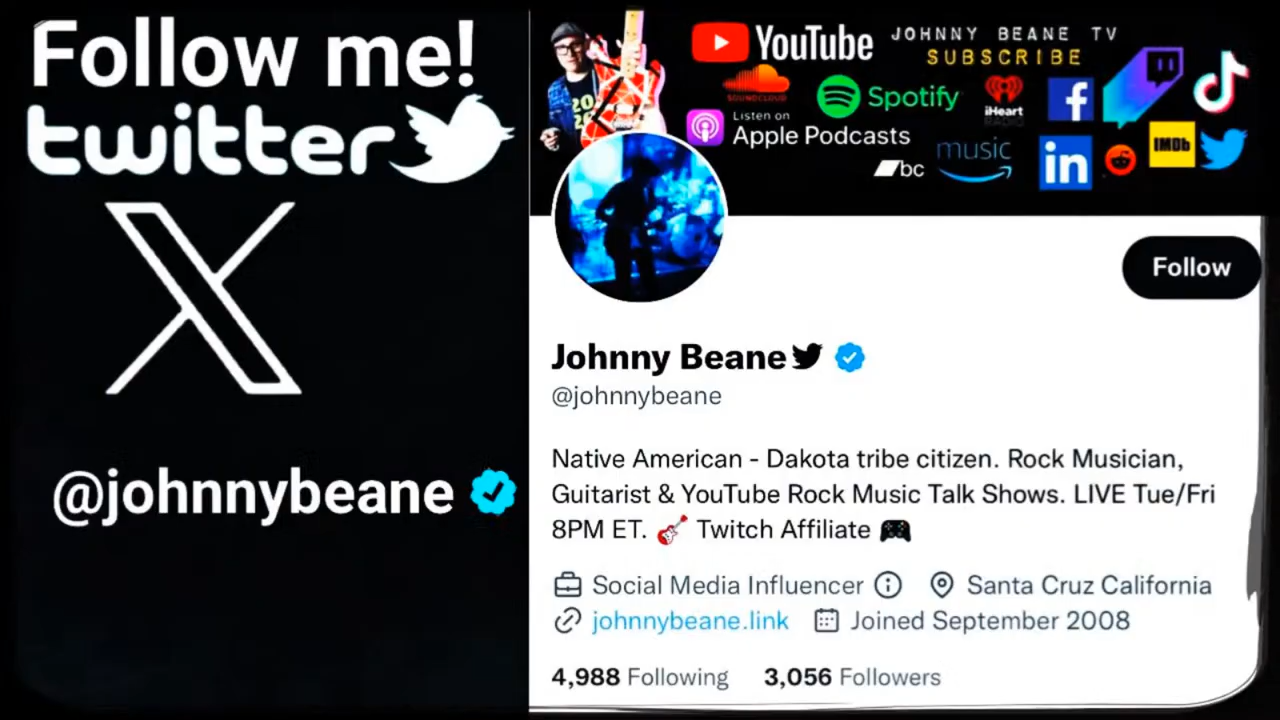 Follow me!
twitter
X
@johnnybeane
YouTube
JOHNNY BEANE TV
SUBSCRIBE
SOUNDCLOUD
Spotify
iHeart
RADIO
Listen on
Apple Podcasts
bc
music
in
IMDb
Follow
Johnny Beane
@johnnybeane
Native American - Dakota tribe citizen. Rock Musician,
Guitarist & YouTube Rock Music Talk Shows. LIVE Tue/Fri
8PM ET. 🎸 Twitch Affiliate 🎮
Social Media Influencer
Santa Cruz California
johnnybeane.link
Joined September 2008
4,988 Following
3,056 Followers